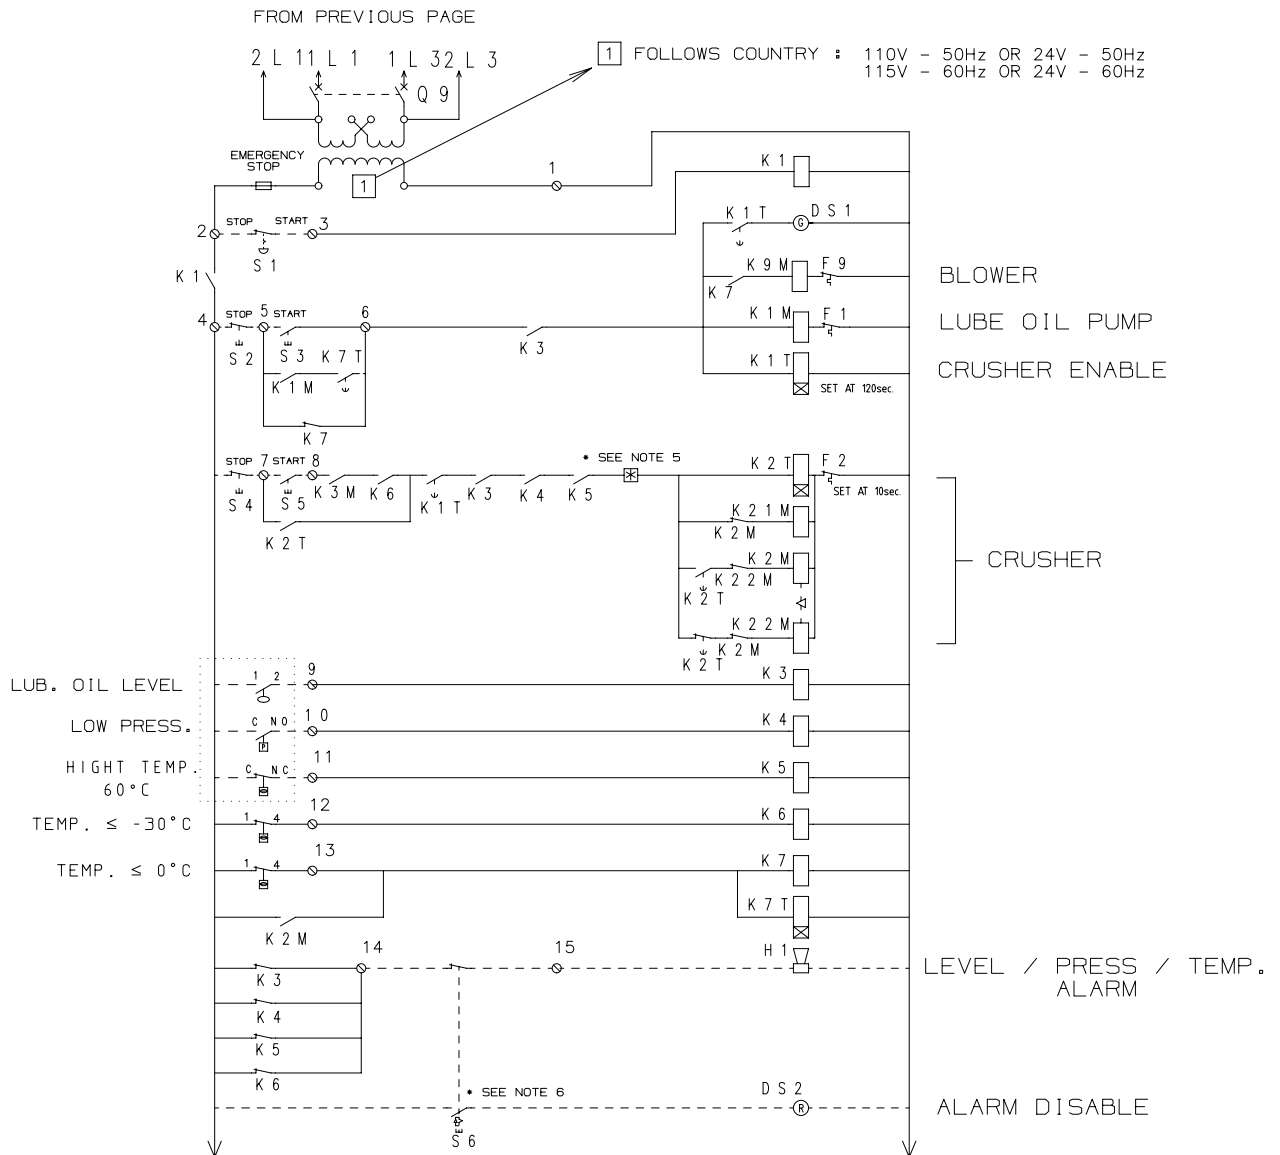 FROM PREVIOUS PAGE
2 L 1 1 L 1 1 L 3 2 L 3
1 FOLLOWS COUNTRY : 110V - 50Hz OR 24V - 50Hz
115V - 60Hz OR 24V - 60Hz
Q 9
EMERGENCY
STOP
1
1
K 1
2 STOP START 3
S 1
K 1 T D S 1
G
K 1
K 9 M F 9 BLOWER
K 7
4 STOP 5 START 6
S 2 S 3 K 7 T
K 3
K 1 M F 1 LUBE OIL PUMP
K 1 T CRUSHER ENABLE
SET AT 120sec.
K 1 M
K 7
STOP 7 START 8
* SEE NOTE 5
K 2 T F 2
SET AT 10sec.
S 4 S 5 K 3 M K 6 K 1 T K 3 K 4 K 5
K 2 T
K 2 1 M
K 2 M
K 2 M
K 2 2 M
K 2 T
CRUSHER
K 2 2 M
K 2 M
K 2 T
LUB. OIL LEVEL 1 2 9 K 3
LOW PRESS. C N O 1 0 K 4
P
HIGHT TEMP. C N C 11 K 5
60°C
TEMP. ≤ -30°C 1 4 12 K 6
TEMP. ≤ 0°C 1 4 13 K 7
K 7 T
K 2 M
14 15 H 1
K 3
LEVEL / PRESS / TEMP.
ALARM
K 4
K 5
K 6
* SEE NOTE 6
D S 2
R
ALARM DISABLE
S 6